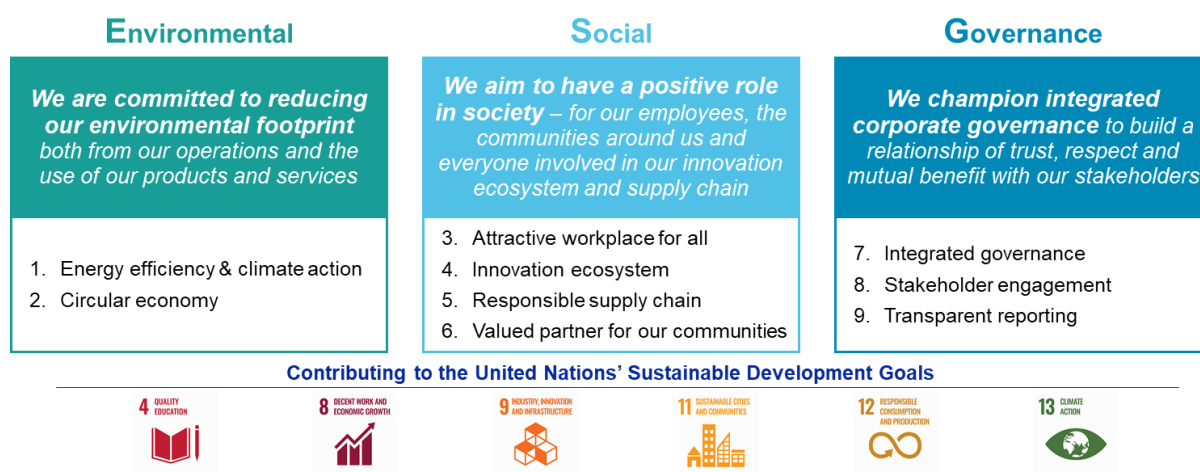 Environmental
We are committed to reducing
our environmental footprint
both from our operations and the
use of our products and services
1. Energy efficiency & climate action
2. Circular economy
Social
We aim to have a positive role
in society – for our employees, the
communities around us and
everyone involved in our innovation
ecosystem and supply chain
3. Attractive workplace for all
4. Innovation ecosystem
5. Responsible supply chain
6. Valued partner for our communities
Governance
We champion integrated
corporate governance to build a
relationship of trust, respect and
mutual benefit with our stakeholders
7. Integrated governance
8. Stakeholder engagement
9. Transparent reporting
Contributing to the United Nations’ Sustainable Development Goals
4 QUALITY
EDUCATION
8 DECENT WORK AND
ECONOMIC GROWTH
9 INDUSTRY, INNOVATION
AND INFRASTRUCTURE
11 SUSTAINABLE CITIES
AND COMMUNITIES
12 RESPONSIBLE
CONSUMPTION
AND PRODUCTION
13 CLIMATE
ACTION